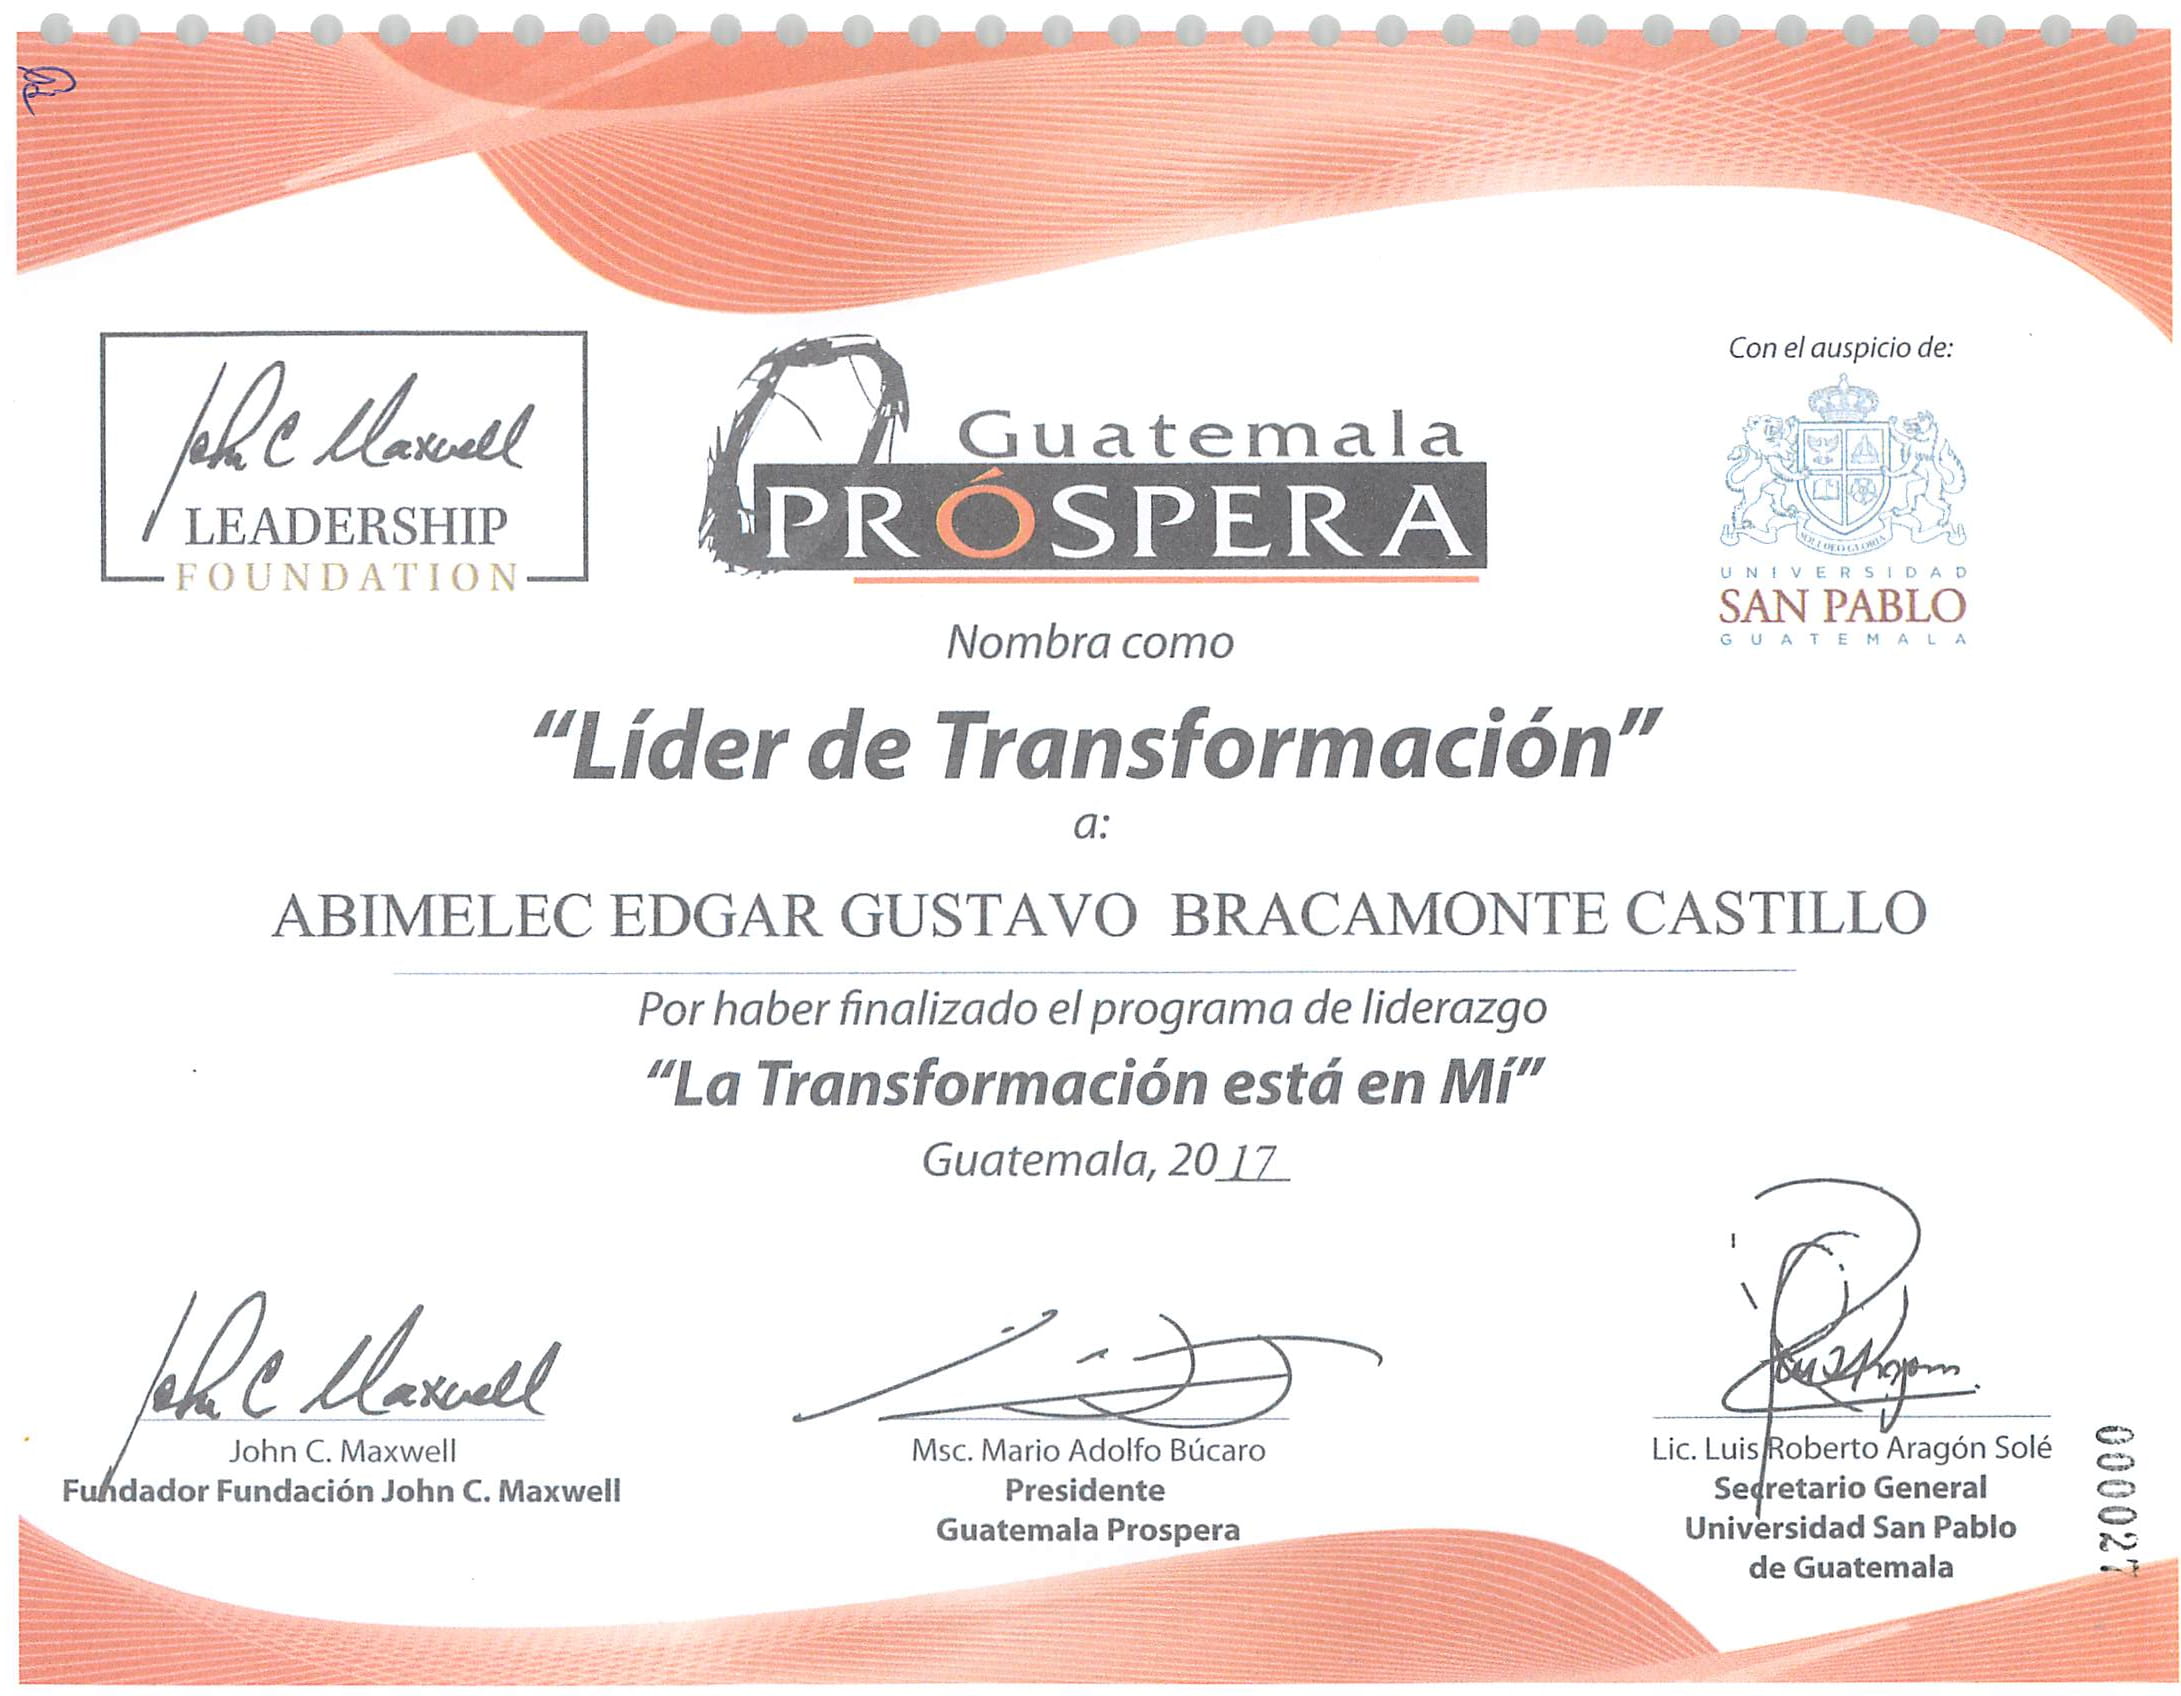 John C Maxwell
LEADERSHIP
FOUNDATION
Guatemala
PRÓSPERA
Con el auspicio de:
SOLI DEO GLORIA
UNIVERSIDAD
SAN PABLO
GUATEMALA
Nombra como
“Líder de Transformación”
a:
ABIMELEC EDGAR GUSTAVO BRACAMONTE CASTILLO
Por haber finalizado el programa de liderazgo
“La Transformación está en Mí”
Guatemala, 2017
John C Maxwell
John C. Maxwell
Fundador Fundación John C. Maxwell
Msc. Mario Adolfo Búcaro
Presidente
Guatemala Prospera
Lic. Luis Roberto Aragón Solé
Secretario General
Universidad San Pablo
de Guatemala
000027